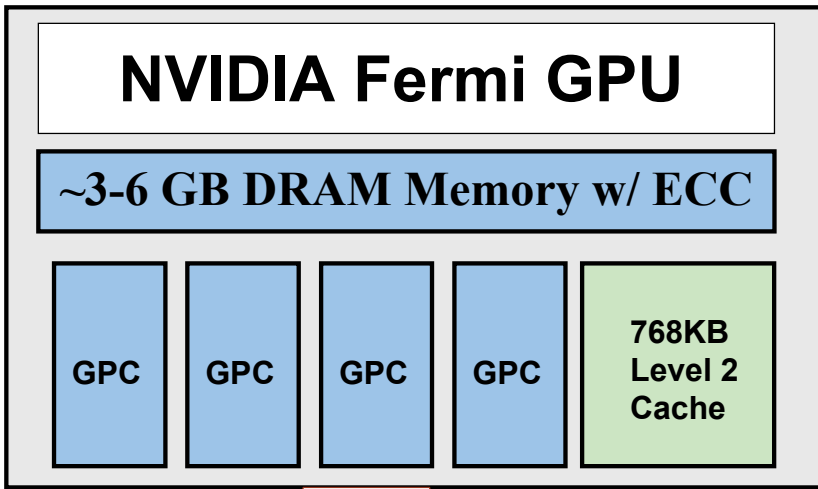 NVIDIA Fermi GPU
~3-6 GB DRAM Memory w/ ECC
GPC
GPC
GPC
GPC
768KB
Level 2
Cache